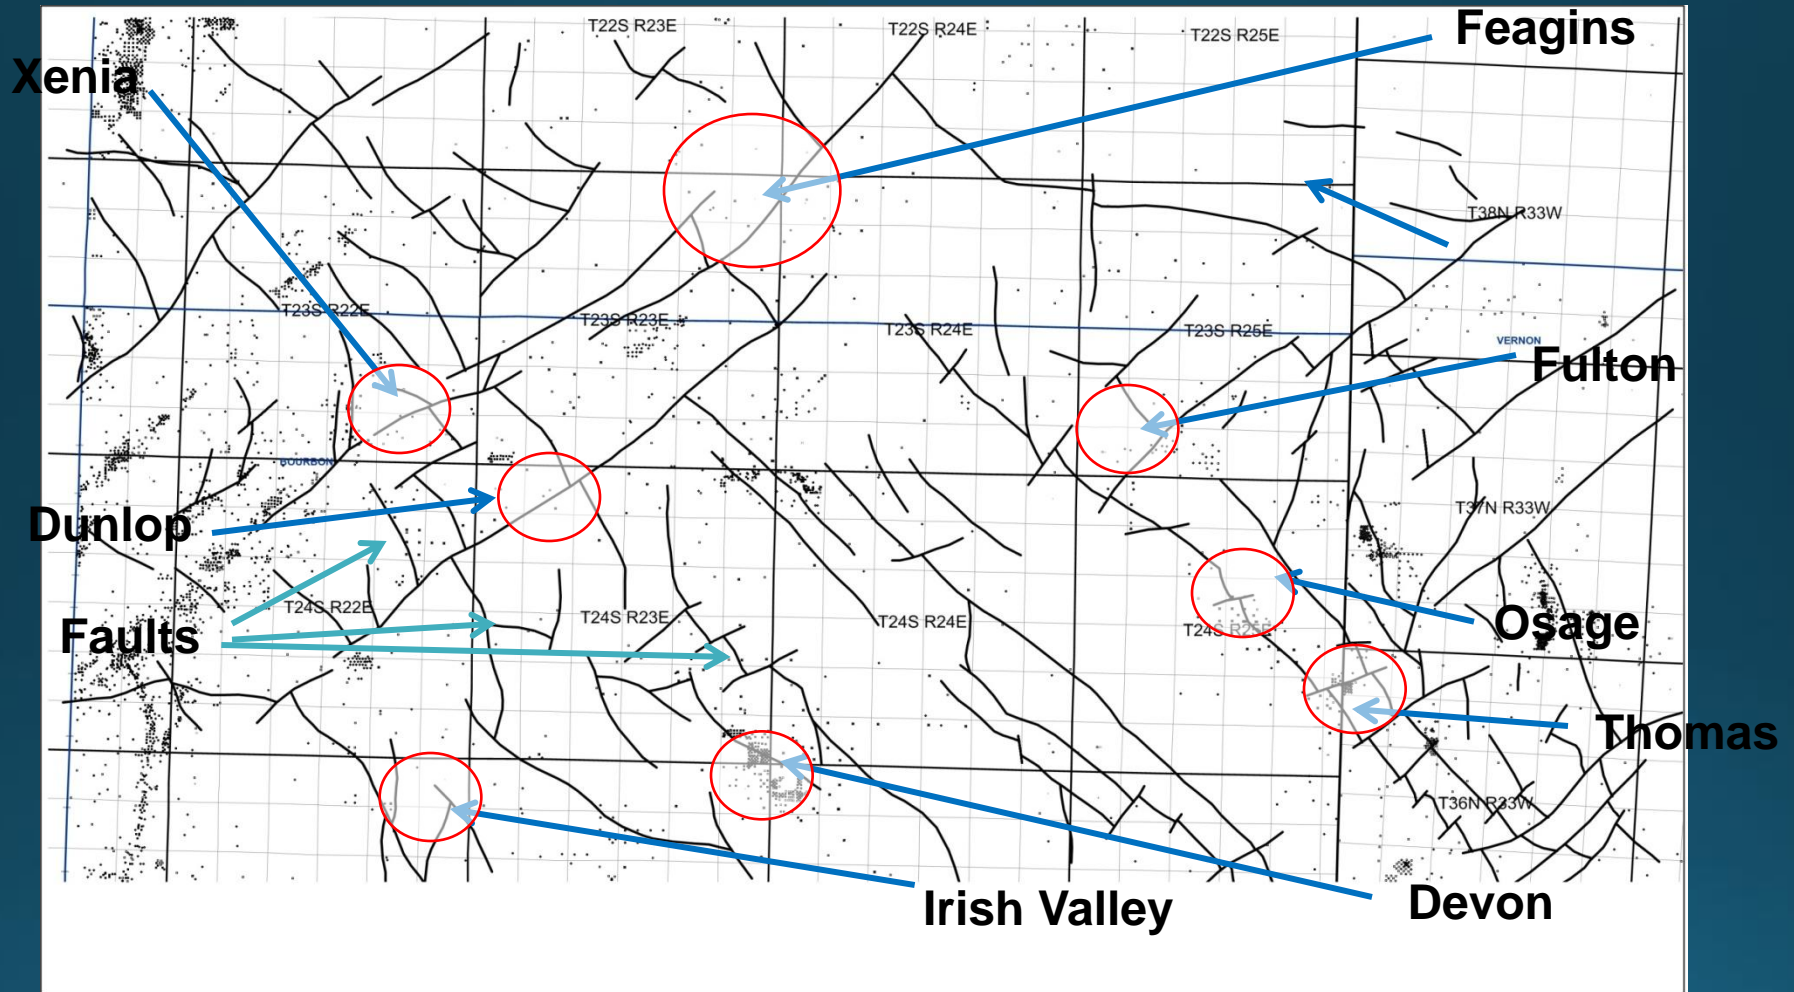 T22S R23E
T22S R24E
T22S R25E
Feagins
Xenia
T38N R33W
T23S R22E
T23S R23E
T23S R24E
T23S R25E
VERNON
Fulton
BOURBON
T37N R33W
Dunlop
T24S R22E
T24S R23E
T24S R24E
T24S R25E
Faults
Osage
Thomas
T36N R33W
Irish Valley
Devon